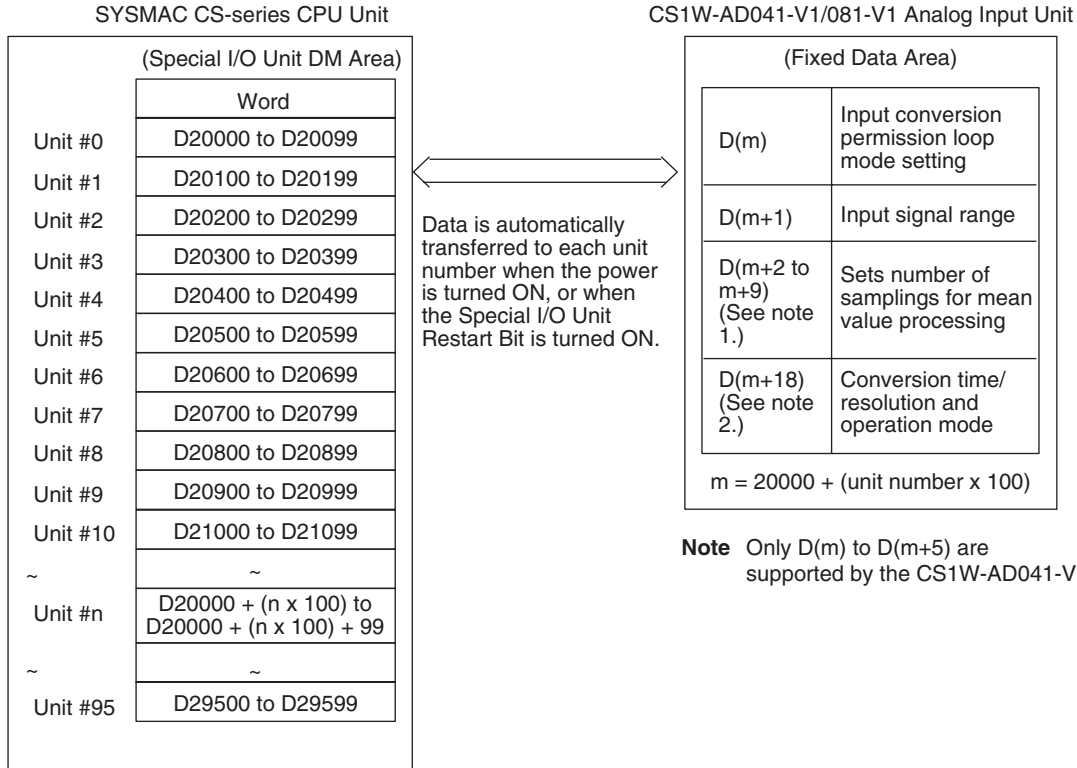 SYSMAC CS-series CPU Unit
(Special I/O Unit DM Area)
Word
Unit #0 D20000 to D20099
Unit #1 D20100 to D20199
Unit #2 D20200 to D20299
Unit #3 D20300 to D20399
Unit #4 D20400 to D20499
Unit #5 D20500 to D20599
Unit #6 D20600 to D20699
Unit #7 D20700 to D20799
Unit #8 D20800 to D20899
Unit #9 D20900 to D20999
Unit #10 D21000 to D21099
~ ~
Unit #n D20000 + (n x 100) to
D20000 + (n x 100) + 99
~ ~
Unit #95 D29500 to D29599
Data is automatically
transferred to each unit
number when the power
is turned ON, or when
the Special I/O Unit
Restart Bit is turned ON.
CS1W-AD041-V1/081-V1 Analog Input Unit
(Fixed Data Area)
D(m)
Input conversion
permission loop
mode setting
D(m+1)
Input signal range
D(m+2 to
m+9)
(See note
1.)
Sets number of
samplings for mean
value processing
D(m+18)
(See note
2.)
Conversion time/
resolution and
operation mode
m = 20000 + (unit number x 100)
Note Only D(m) to D(m+5) are
supported by the CS1W-AD041-V